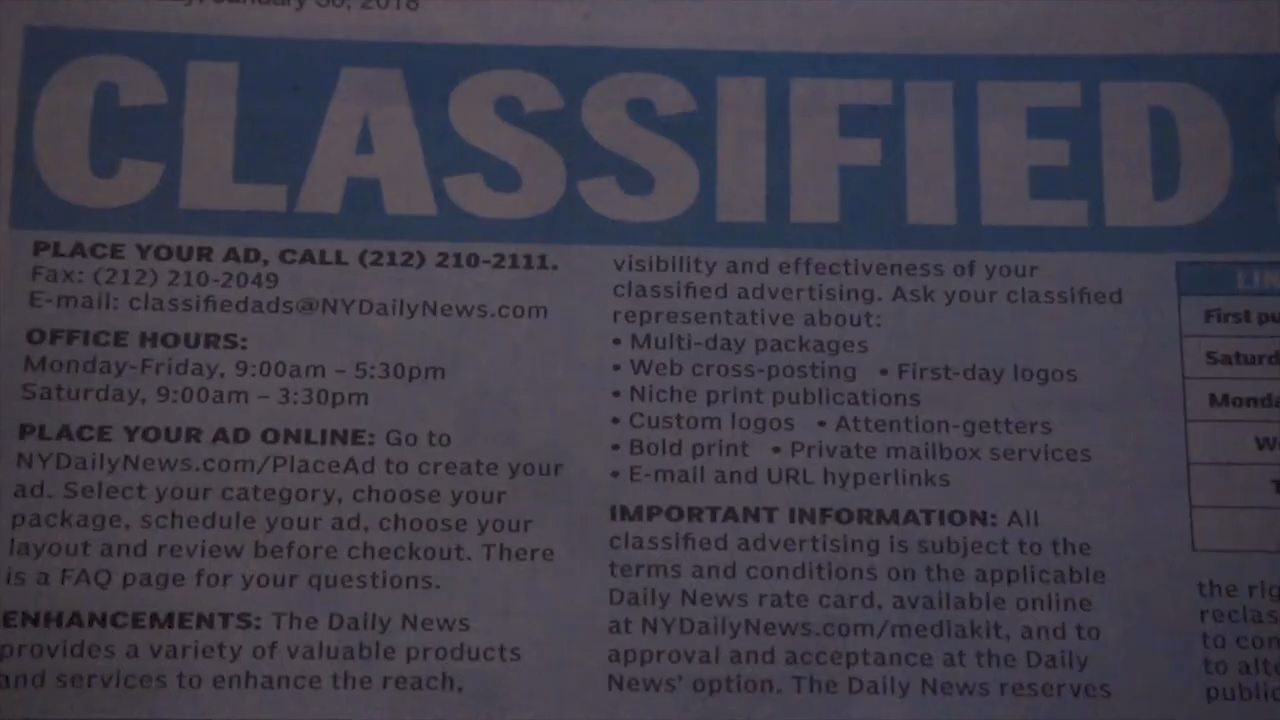 January 30, 2018
CLASSIFIED
PLACE YOUR AD, CALL (212) 210-2111.
Fax: (212) 210-2049
E-mail: classifiedads@NYDailyNews.com
OFFICE HOURS:
Monday-Friday, 9:00am – 5:30pm
Saturday, 9:00am – 3:30pm
PLACE YOUR AD ONLINE: Go to
NYDailyNews.com/PlaceAd to create your
ad. Select your category, choose your
package, schedule your ad, choose your
layout and review before checkout. There
is a FAQ page for your questions.
ENHANCEMENTS: The Daily News
provides a variety of valuable products
and services to enhance the reach,
visibility and effectiveness of your
classified advertising. Ask your classified
representative about:
• Multi-day packages
• Web cross-posting • First-day logos
• Niche print publications
• Custom logos • Attention-getters
• Bold print • Private mailbox services
• E-mail and URL hyperlinks
IMPORTANT INFORMATION: All
classified advertising is subject to the
terms and conditions on the applicable
Daily News rate card, available online
at NYDailyNews.com/mediakit, and to
approval and acceptance at the Daily
News' option. The Daily News reserves
First
the
to
to